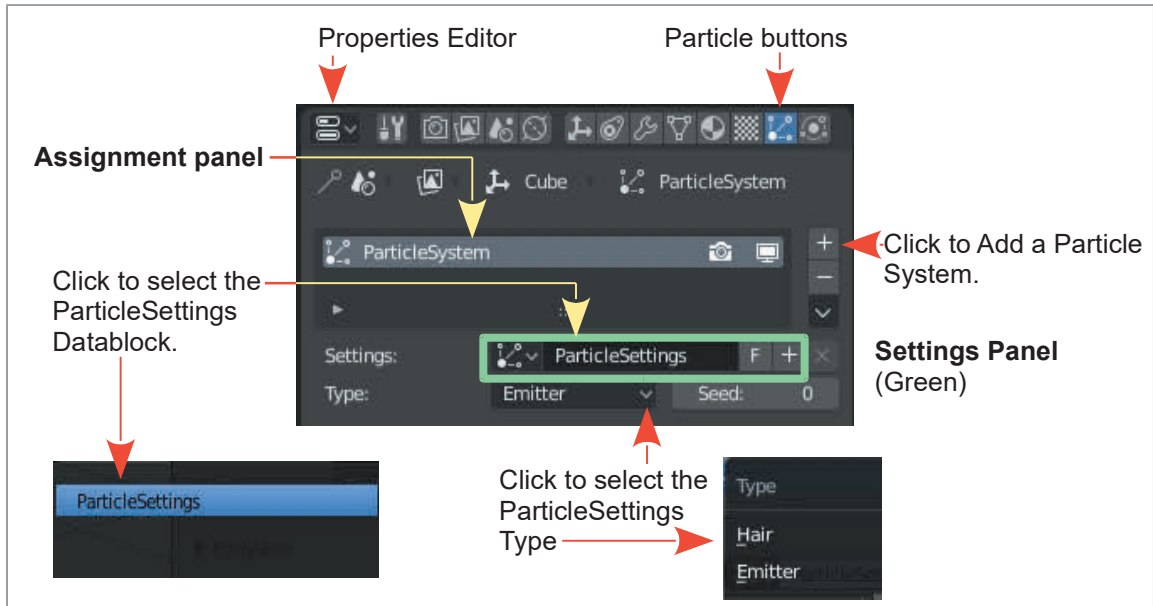 Properties Editor
Particle buttons
Assignment panel
Cube
ParticleSystem
ParticleSystem
Click to Add a Particle
System.
Click to select the
ParticleSettings
Datablock.
Settings:
ParticleSettings
F
Settings Panel
(Green)
Type:
Emitter
Seed:
0
ParticleSettings
Click to select the
ParticleSettings
Type
Type
Hair
Emitter